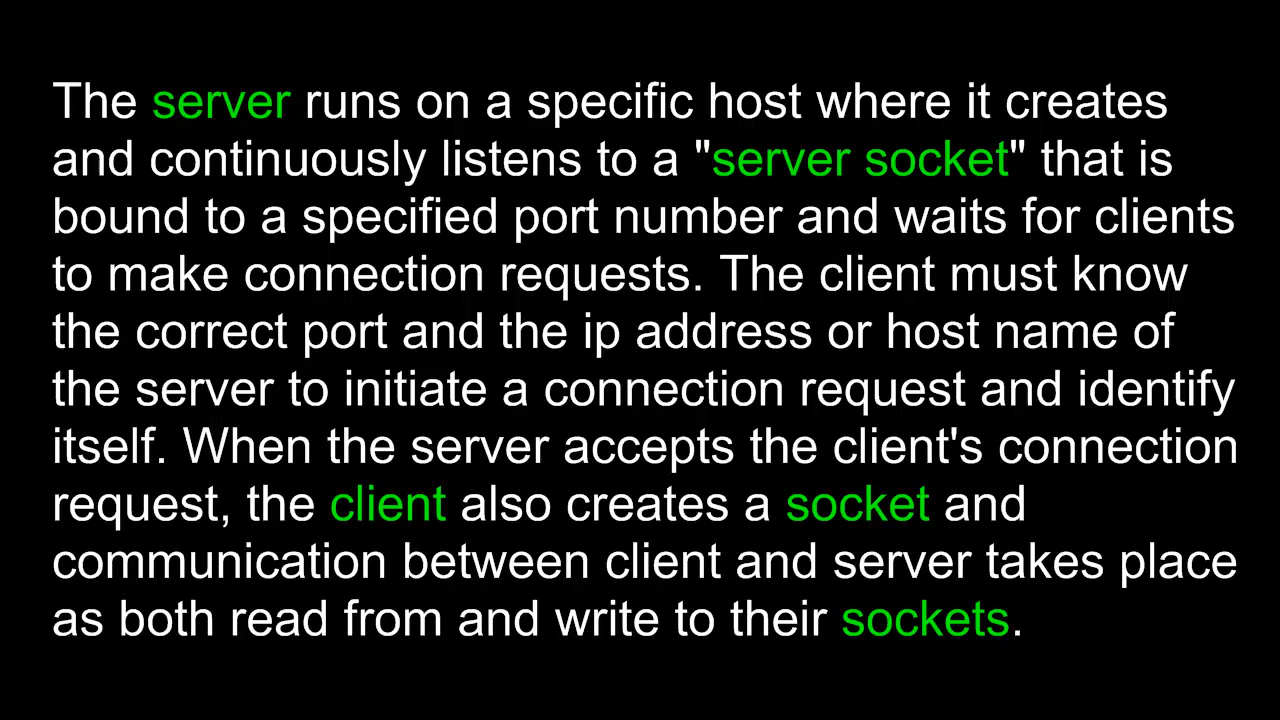 The server runs on a specific host where it creates
and continuously listens to a "server socket" that is
bound to a specified port number and waits for clients
to make connection requests. The client must know
the correct port and the ip address or host name of
the server to initiate a connection request and identify
itself. When the server accepts the client's connection
request, the client also creates a socket and
communication between client and server takes place
as both read from and write to their sockets.